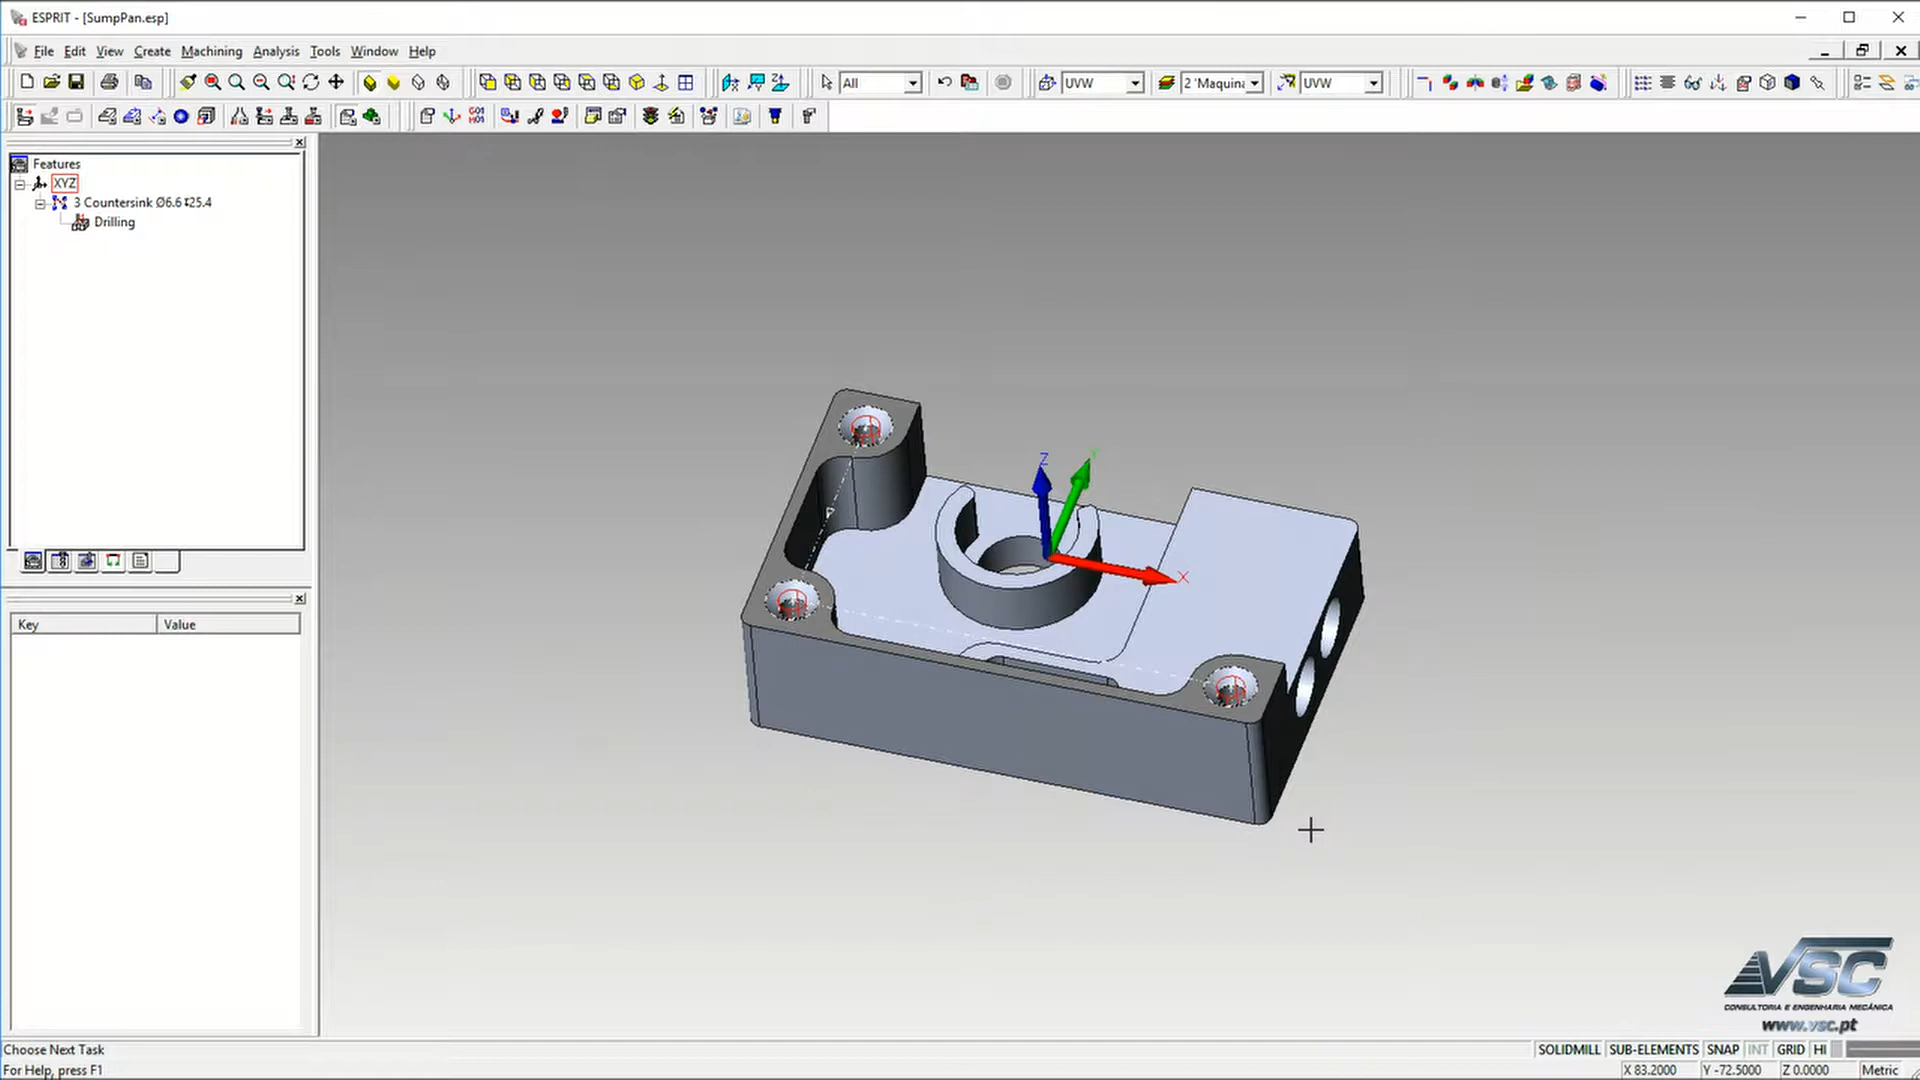 ESPRIT - [SumpPan.esp]
File Edit View Create Machining Analysis Tools Window Help
All UVW 2 'Maquina UVW
Features
XYZ
3 Countersink Ø6.6↧25.4
Drilling
Z
X
Key Value
VSC
CONSULTORIA E ENGENHARIA MECÂNICA
www.vsc.pt
Choose Next Task
SOLIDMILL SUB-ELEMENTS SNAP INT GRID HI
For Help, press F1
X 83.2000 Y -72.5000 Z 0.0000 Metric